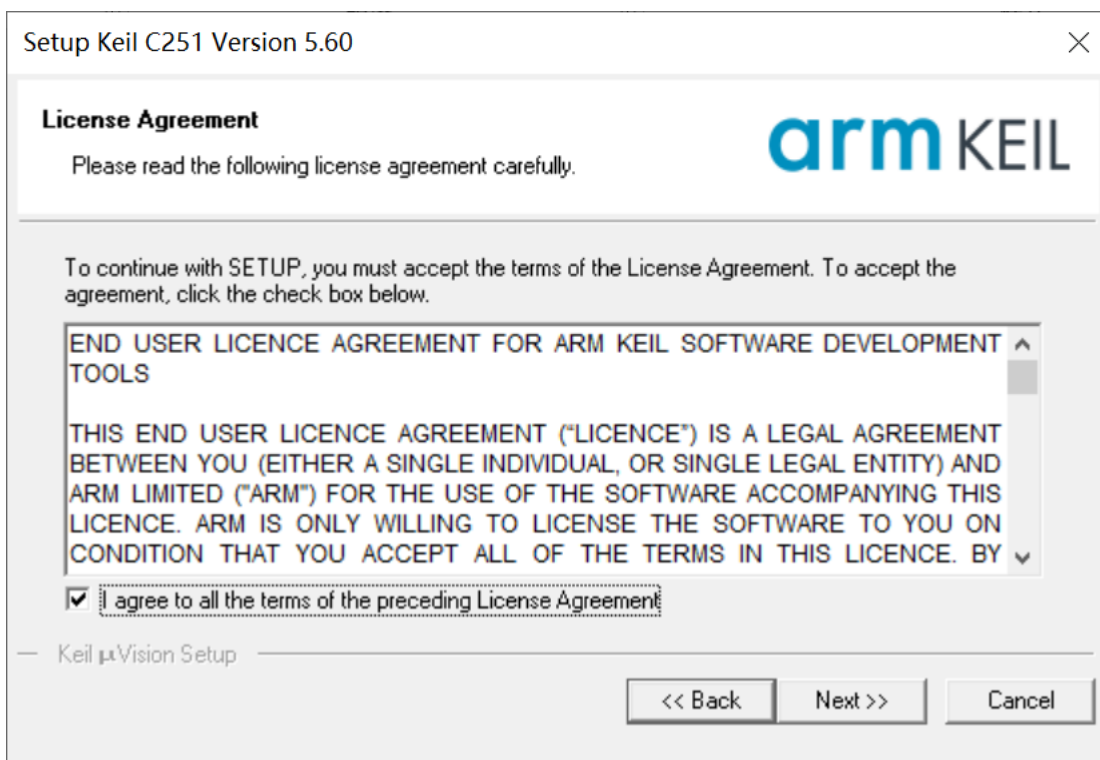 Setup Keil C251 Version 5.60
License Agreement
Please read the following license agreement carefully.
arm KEIL
To continue with SETUP, you must accept the terms of the License Agreement. To accept the
agreement, click the check box below.
END USER LICENCE AGREEMENT FOR ARM KEIL SOFTWARE DEVELOPMENT
TOOLS
THIS END USER LICENCE AGREEMENT (“LICENCE”) IS A LEGAL AGREEMENT
BETWEEN YOU (EITHER A SINGLE INDIVIDUAL, OR SINGLE LEGAL ENTITY) AND
ARM LIMITED ("ARM") FOR THE USE OF THE SOFTWARE ACCOMPANYING THIS
LICENCE. ARM IS ONLY WILLING TO LICENSE THE SOFTWARE TO YOU ON
CONDITION THAT YOU ACCEPT ALL OF THE TERMS IN THIS LICENCE. BY
I agree to all the terms of the preceding License Agreement
Keil µVision Setup
<< Back
Next >>
Cancel